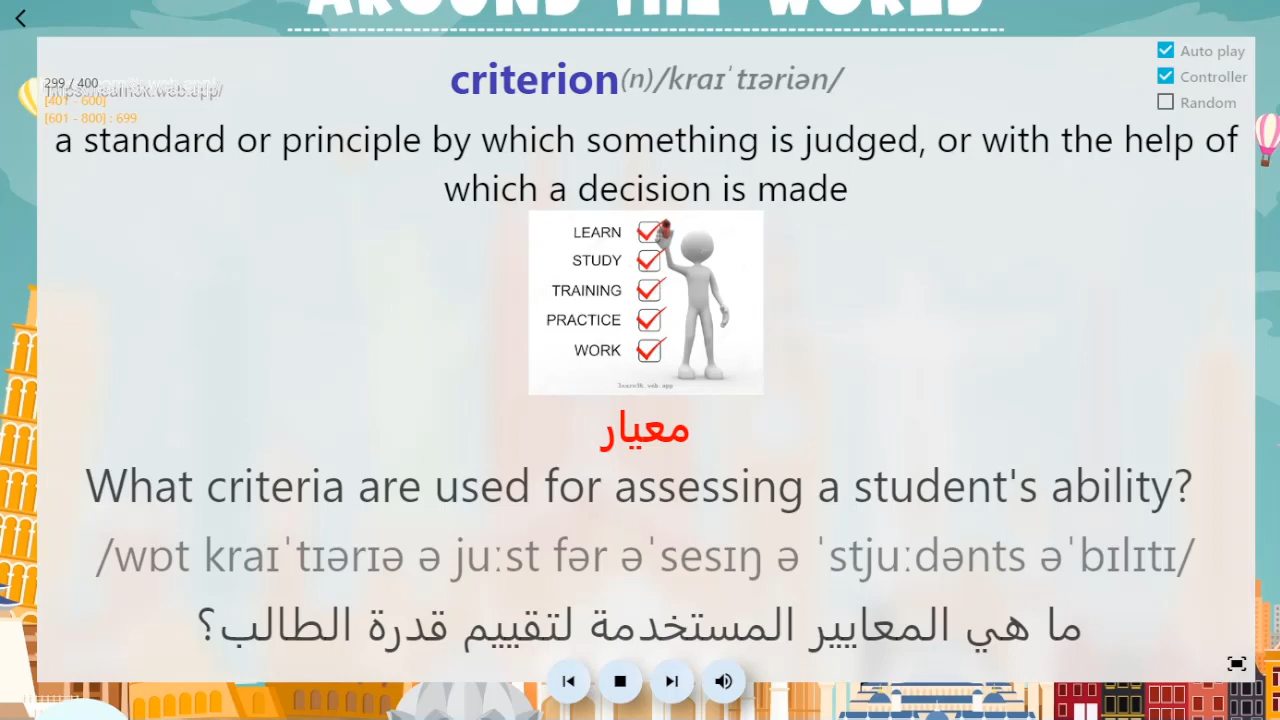 AROUND THE WORLD
Auto play
Controller
Random
299 / 400
[401 - 600]
[601 - 800] : 699
criterion(n)/kraɪˈtɪəriən/
a standard or principle by which something is judged, or with the help of
which a decision is made
LEARN
STUDY
TRAINING
PRACTICE
WORK
معيار
What criteria are used for assessing a student's ability?
/wɒt kraɪˈtɪərɪə ə juːst fər əˈsesɪŋ ə ˈstjuːdənts əˈbɪlɪtɪ/
ما هي المعايير المستخدمة لتقييم قدرة الطالب؟